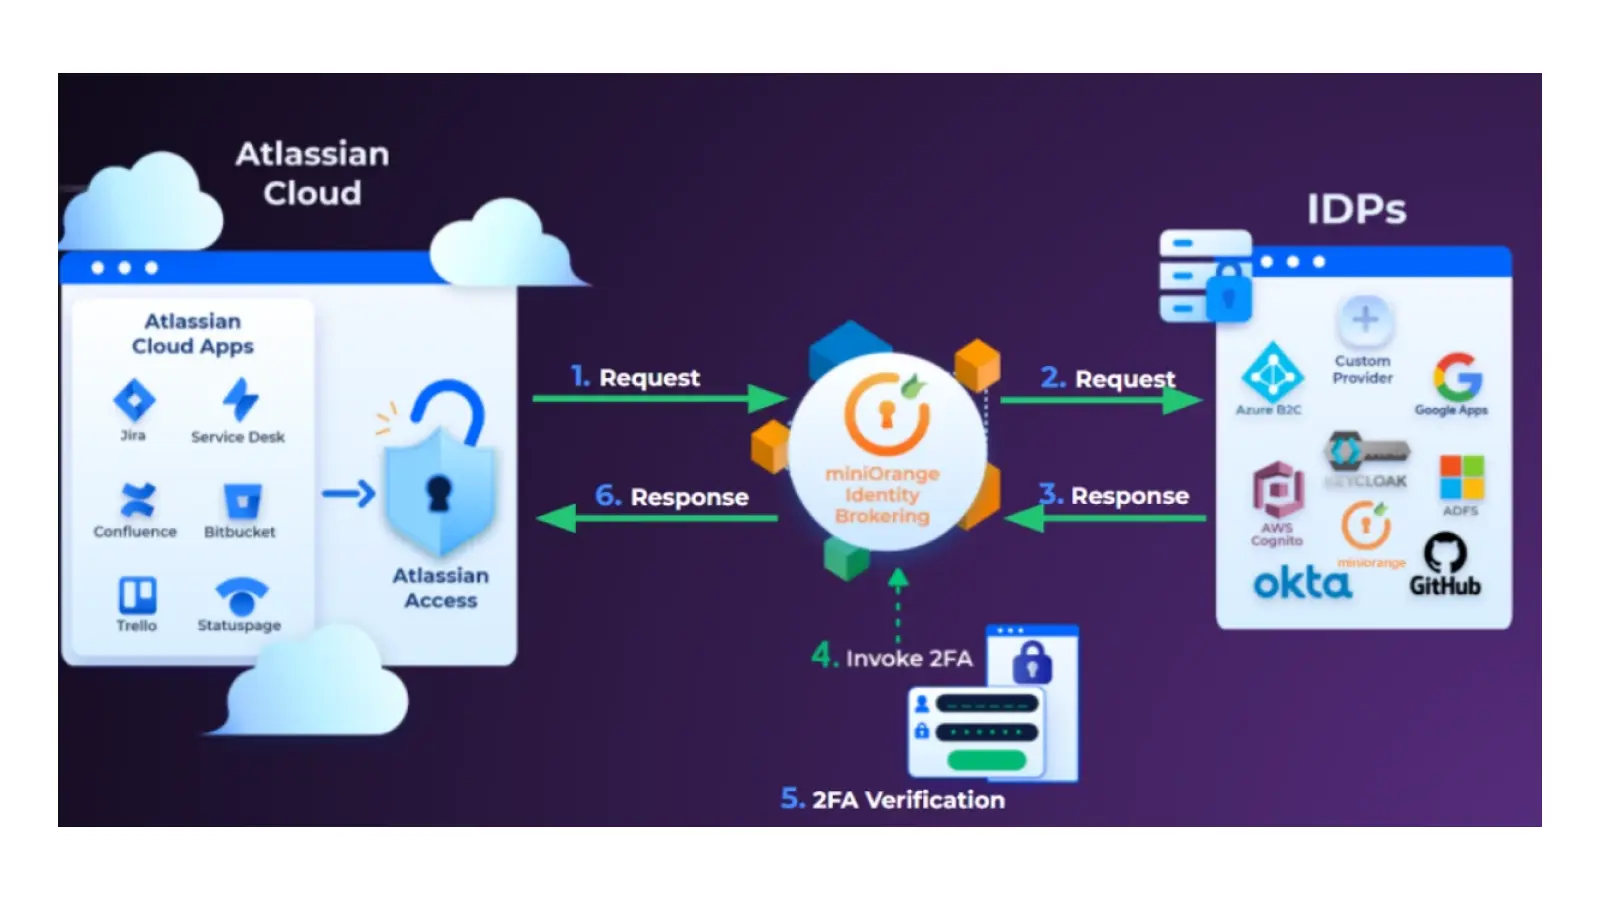 Atlassian
Cloud
Atlassian
Cloud Apps
Jira
Service Desk
Confluence
Bitbucket
Trello
Statuspage
Atlassian
Access
1. Request
6. Response
miniOrange
Identity
Brokering
2. Request
3. Response
4. Invoke 2FA
5. 2FA Verification
IDPs
Custom
Provider
Azure B2C
Google Apps
KEYCLOAK
AWS
Cognito
ADFS
miniorange
okta
GitHub